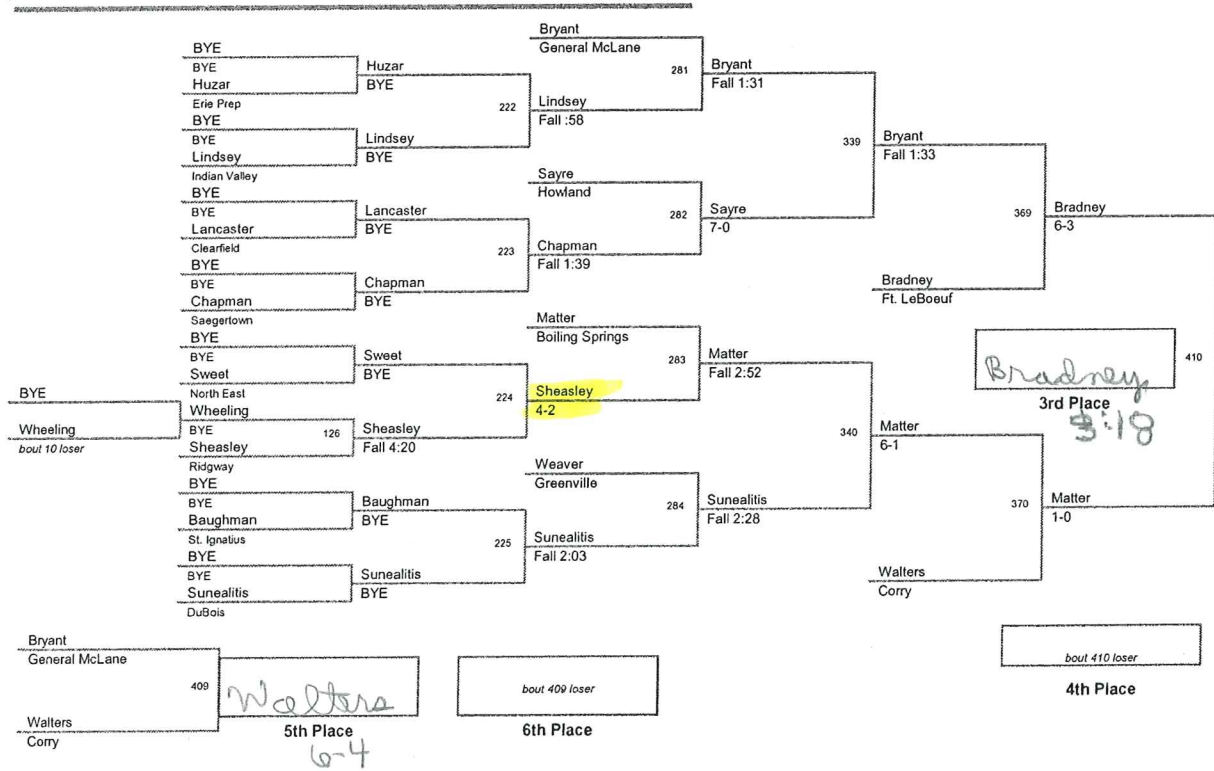 BYE
BYE
Huzar
Erie Prep
BYE
BYE
Lindsey
Indian Valley
BYE
BYE
Lancaster
Clearfield
BYE
BYE
Chapman
Saegertown
BYE
BYE
Sweet
North East
BYE
Wheeling
bout 10 loser
Wheeling
BYE
126
Sheasley
Ridgway
BYE
BYE
Baughman
St. Ignatius
BYE
BYE
Sunealitis
DuBois
Huzar
BYE
222
Lindsey
BYE
Lancaster
BYE
223
Chapman
BYE
Sweet
BYE
224
Sheasley
Fall 4:20
Baughman
BYE
225
Sunealitis
BYE
Bryant
General McLane
281
Lindsey
Fall :58
Sayre
Howland
282
Chapman
Fall 1:39
Matter
Boiling Springs
283
Sheasley
4-2
Weaver
Greenville
284
Sunealitis
Fall 2:03
Bryant
Fall 1:31
339
Sayre
7-0
Matter
Fall 2:52
340
Sunealitis
Fall 2:28
Bryant
Fall 1:33
369
Bradney
Ft. LeBoeuf
Matter
6-1
370
Walters
Corry
Bradney
6-3
Matter
1-0
Bradney
410
3rd Place
3:18
bout 410 loser
4th Place
Bryant
General McLane
409
Walters
Corry
Walters
5th Place
6-4
bout 409 loser
6th Place